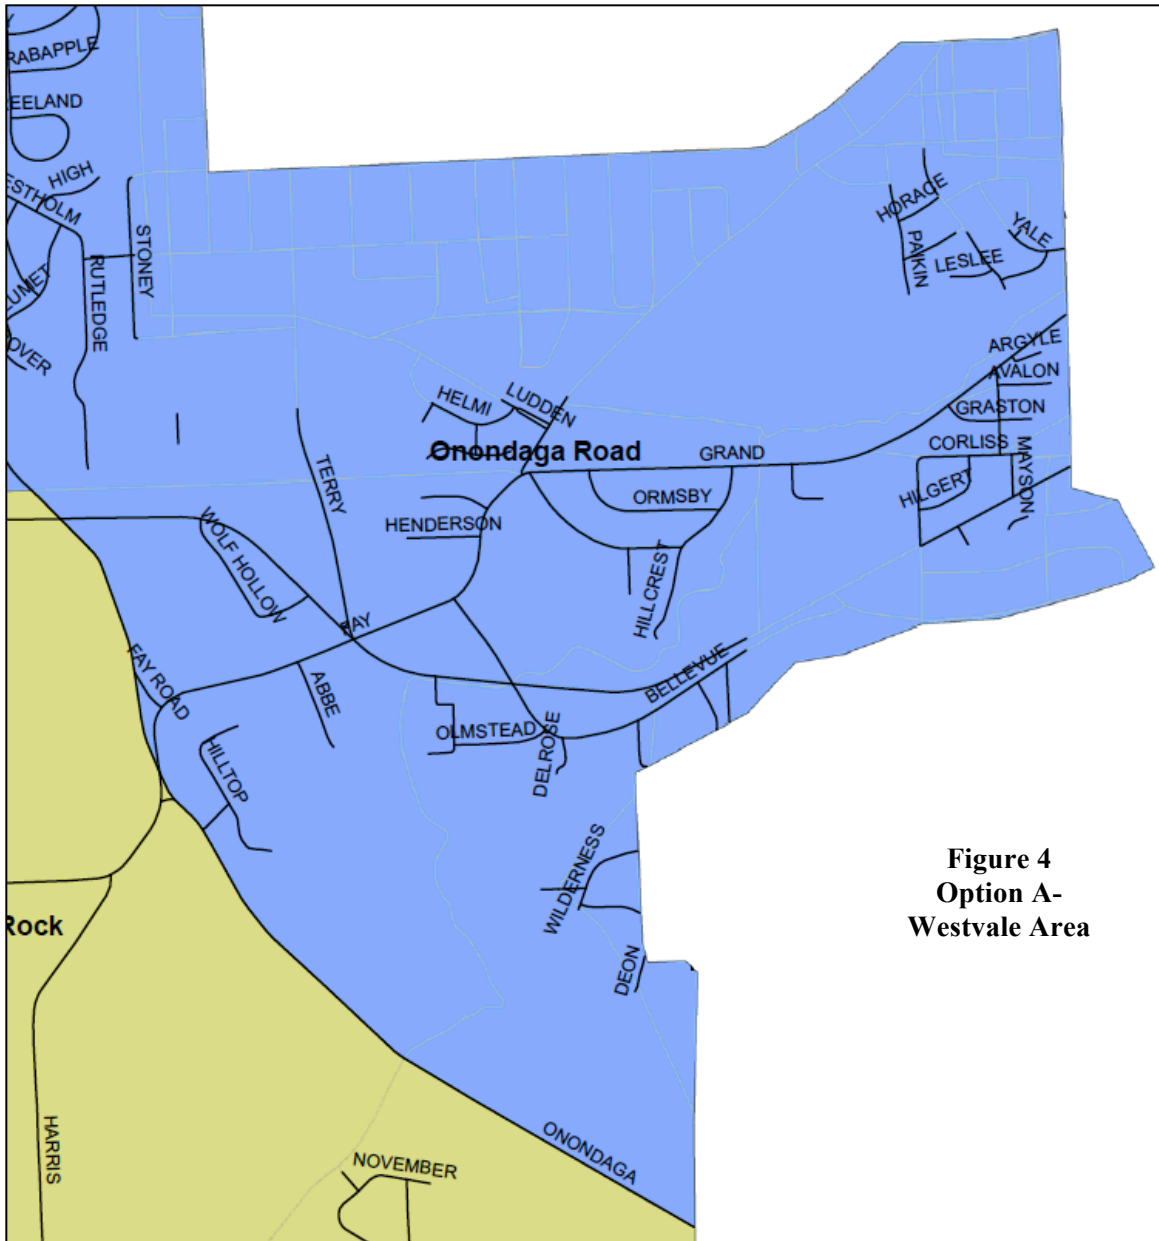 RABAPPLE
EELAND
HIGH
ESTHOLM
STONEY
RUTLEDGE
LUMET
OVER
HORACE
PAIKIN
LESLEE
YALE
ARGYLE
AVALON
GRASTON
CORLISS
MAYSON
HILGERT
HELMI
LUDDEN
Onondaga Road
GRAND
TERRY
ORMSBY
HENDERSON
WOLF HOLLOW
HILLCREST
FAY
FAY ROAD
ABBE
BELLEVUE
OLMSTEAD
DELROSE
HILLTOP
WILDERNESS
DEON
Figure 4
Option A-
Westvale Area
Rock
HARRIS
ONONDAGA
NOVEMBER